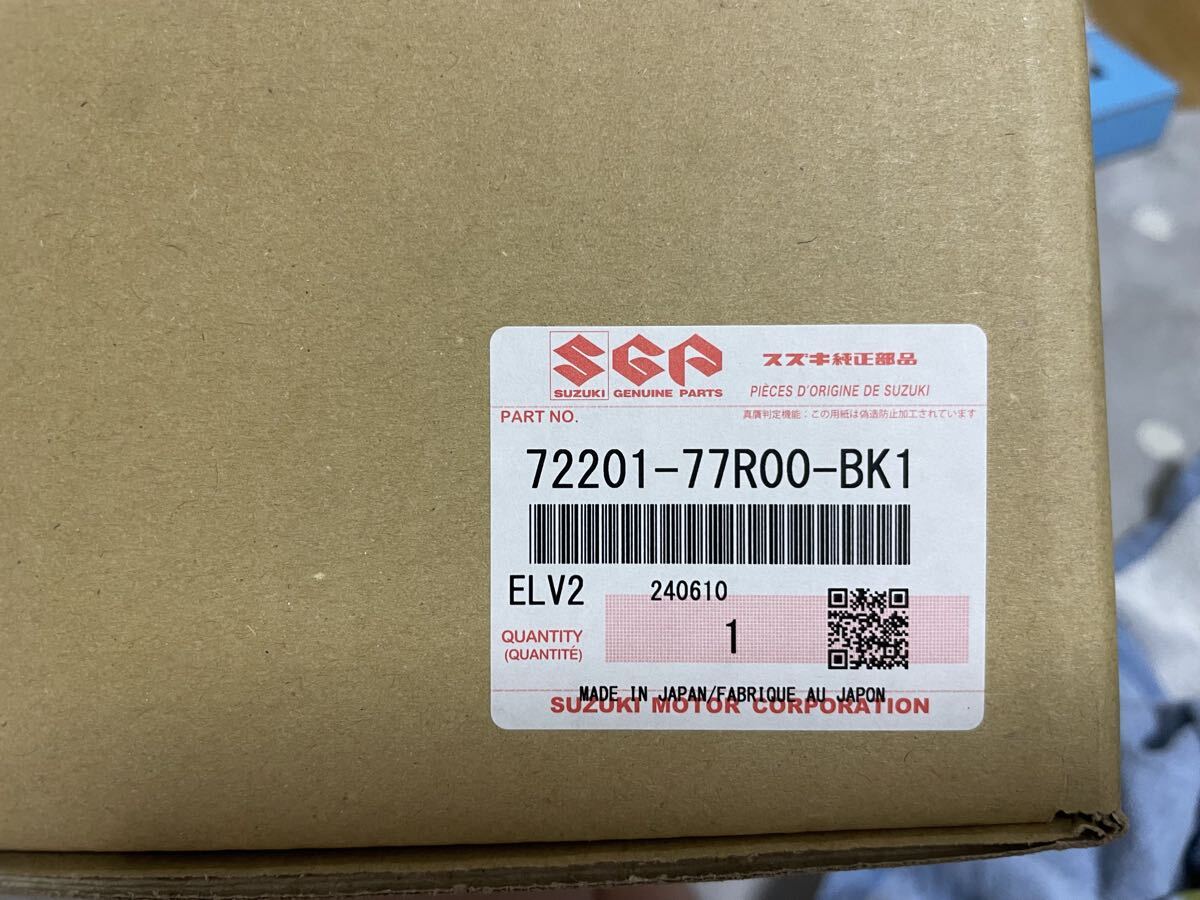 SGP スズキ純正部品
SUZUKI GENUINE PARTS PIÈCES D'ORIGINE DE SUZUKI
PART NO. 真贋判定機能：この用紙は偽造防止加工されています
72201-77R00-BK1
ELV2 240610
QUANTITY
(QUANTITÉ)
1
MADE IN JAPAN/FABRIQUE AU JAPON
SUZUKI MOTOR CORPORATION